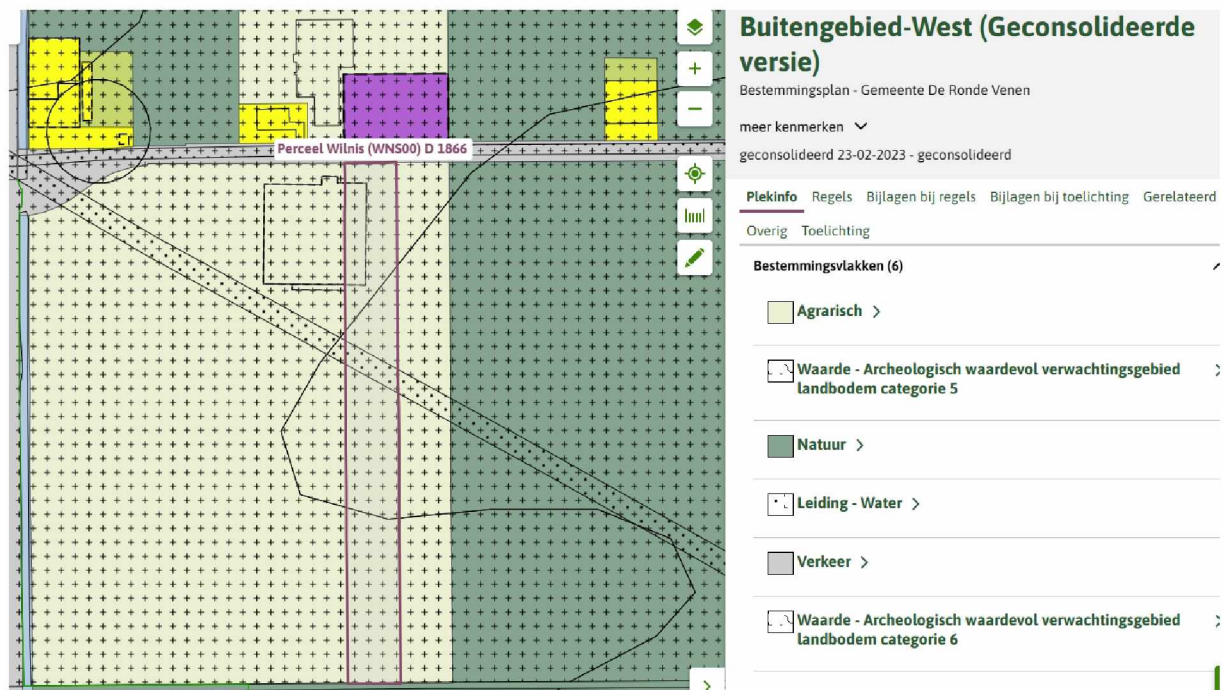 Perceel Wilnis (WNS00) D 1866
Buitengebied-West (Geconsolideerde
versie)
Bestemmingsplan - Gemeente De Ronde Venen
meer kenmerken
geconsolideerd 23-02-2023 - geconsolideerd
Plekinfo Regels Bijlagen bij regels Bijlagen bij toelichting Gerelateerd
Overig Toelichting
Bestemmingsvlakken (6)
Agrarisch
Waarde - Archeologisch waardevol verwachtingsgebied
landbodem categorie 5
Natuur
Leiding - Water
Verkeer
Waarde - Archeologisch waardevol verwachtingsgebied
landbodem categorie 6